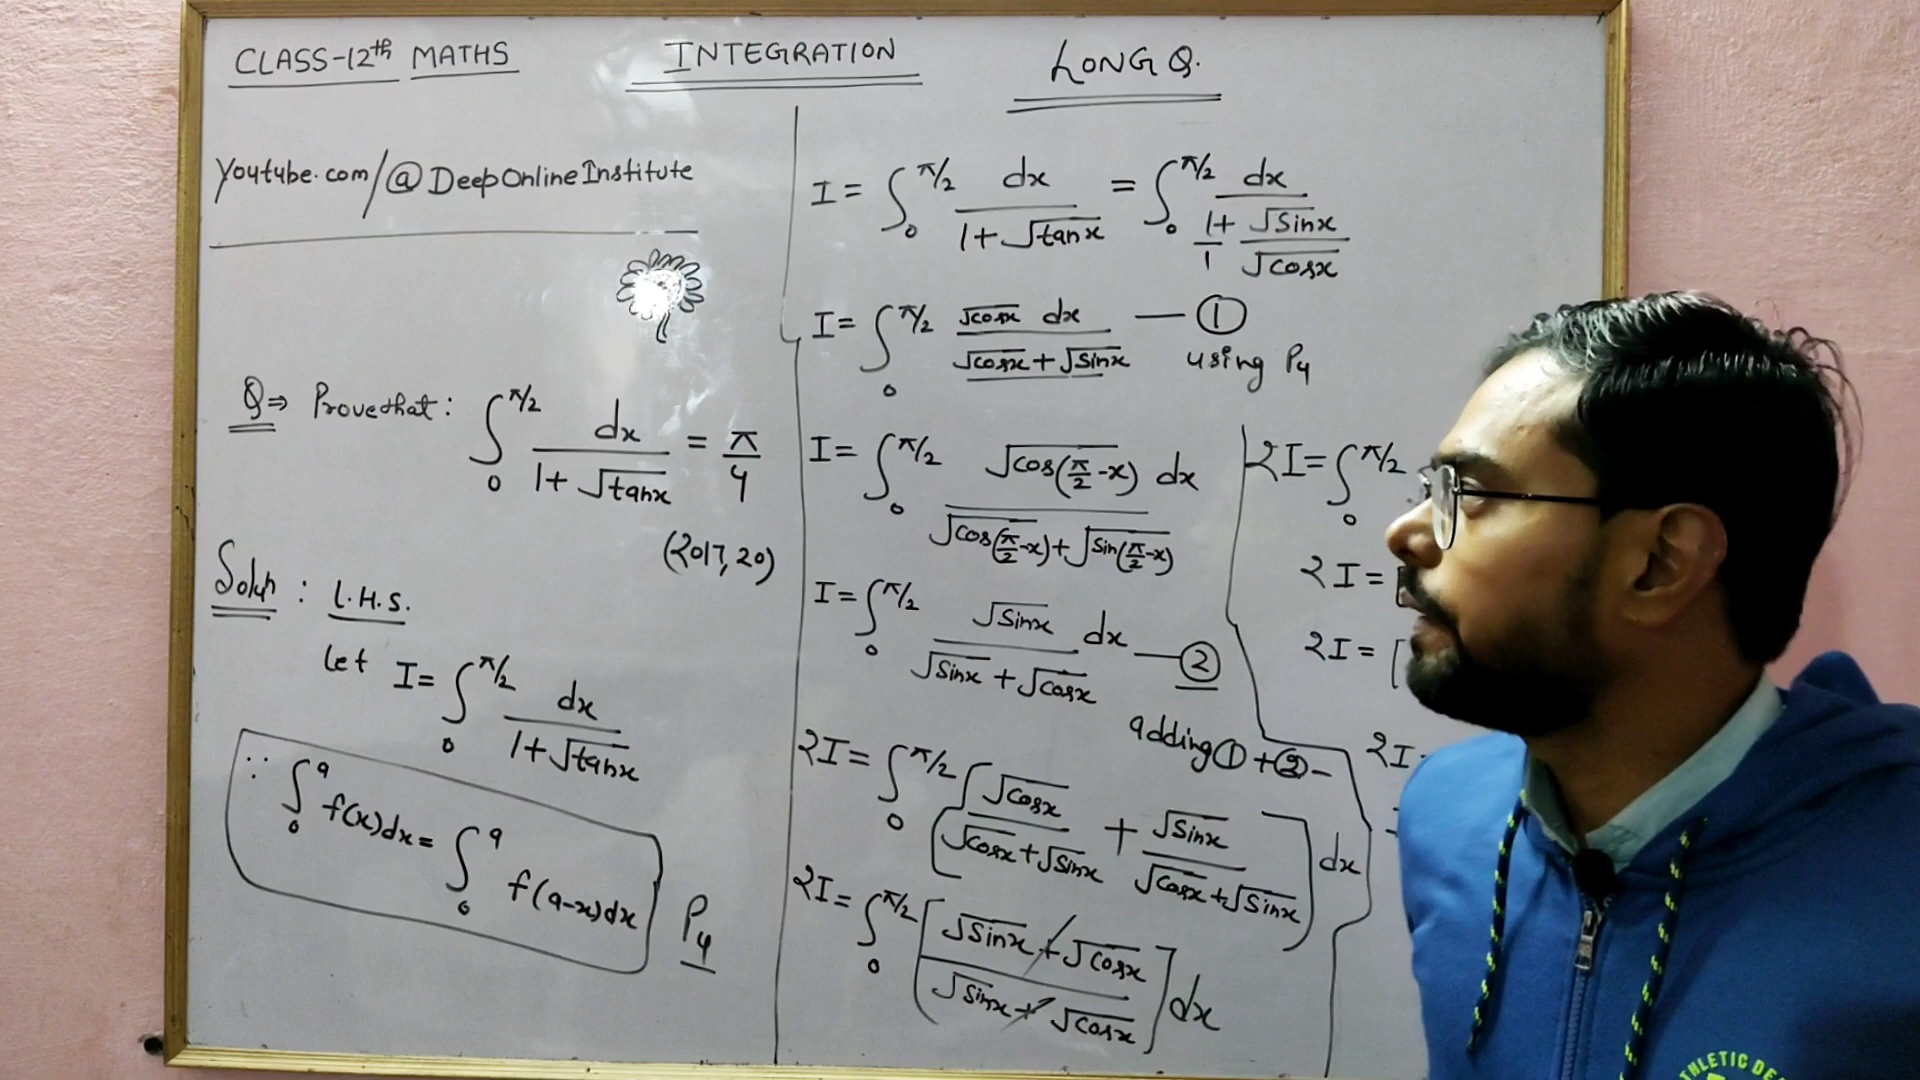 CLASS-12th MATHS
INTEGRATION
LONG Q.
Youtube.com/@DeepOnlineInstitute
Q⇒ Prove that: ∫₀^π/2 dx/(1+√tanx) = π/4
(2017, 20)
Soluн : L.H.S.
let I = ∫₀^π/2 dx/(1+√tanx)
∵ ∫₀^a f(x)dx = ∫₀^a f(a-x)dx
P4
I = ∫₀^π/2 dx/(1+√tanx) = ∫₀^π/2 dx/(1/1 + √Sinx/√cosx)
I = ∫₀^π/2 √cosx dx/(√cosx+√Sinx) — ①
using P4
I = ∫₀^π/2 √cos(π/2-x) dx/(√cos(π/2-x)+√Sin(π/2-x))
I = ∫₀^π/2 √Sinx/(√Sinx+√cosx) dx — ②
adding ① + ② -
2I = ∫₀^π/2 [√cosx/(√cosx+√Sinx) + √Sinx/(√cosx+√Sinx)] dx
2I = ∫₀^π/2 [(√Sinx+√cosx)/(√Sinx+√cosx)] dx
2I = ∫₀^π/2
2I =
2I = [
2I
THLETIC DE